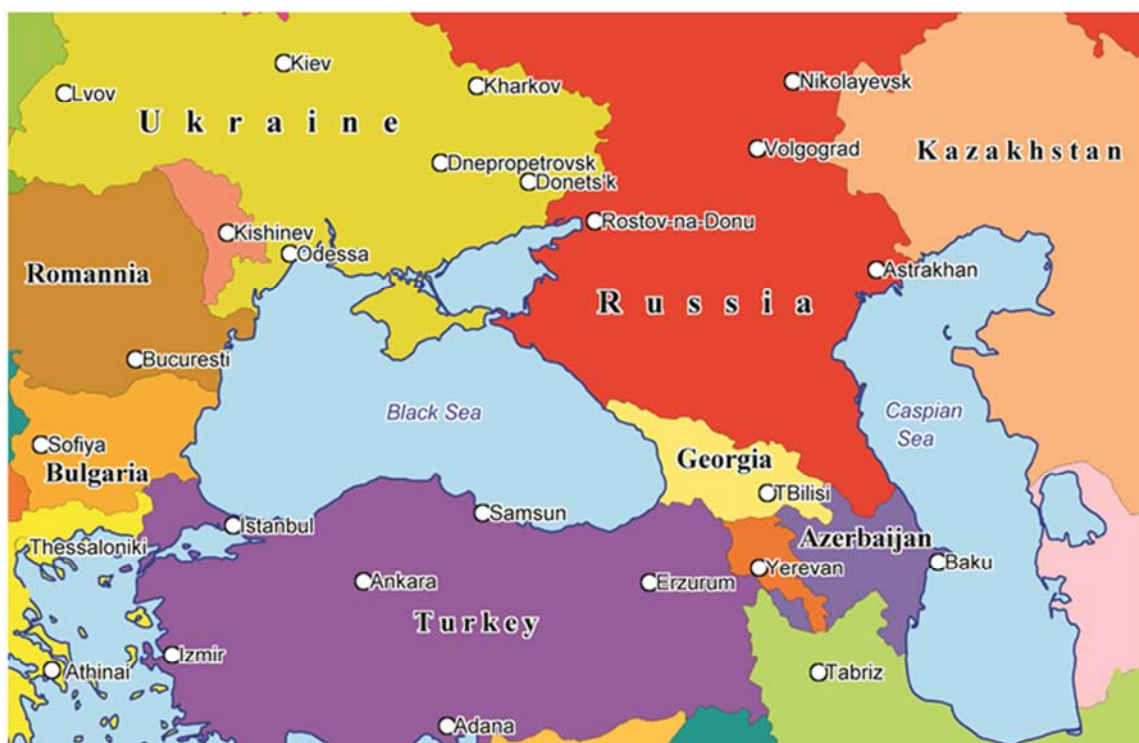 Kiev
Nikolayevsk
Kharkov
Lvov
Ukraine
Volgograd
Kazakhstan
Dnepropetrovsk
Donets'k
Rostov-na-Donu
Kishinev
Odessa
Romannia
Astrakhan
Russia
Bucuresti
Black Sea
Caspian
Sea
Sofiya
Georgia
Bulgaria
TBilisi
Samsun
Istanbul
Azerbaijan
Thessaloniki
Baku
Yerevan
Ankara
Erzurum
Turkey
Izmir
Athinai
Tabriz
Adana